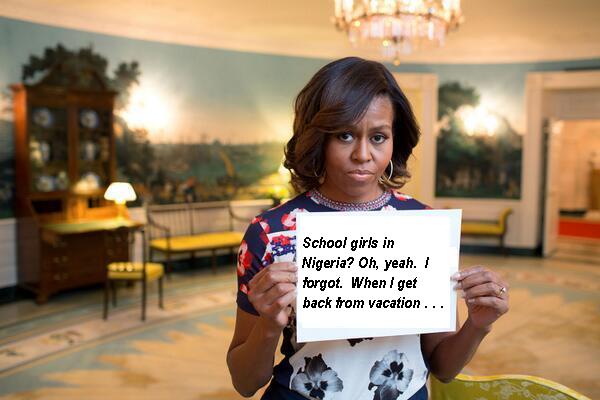 School girls in
Nigeria? Oh, yeah. I
forgot. When I get
back from vacation . . .